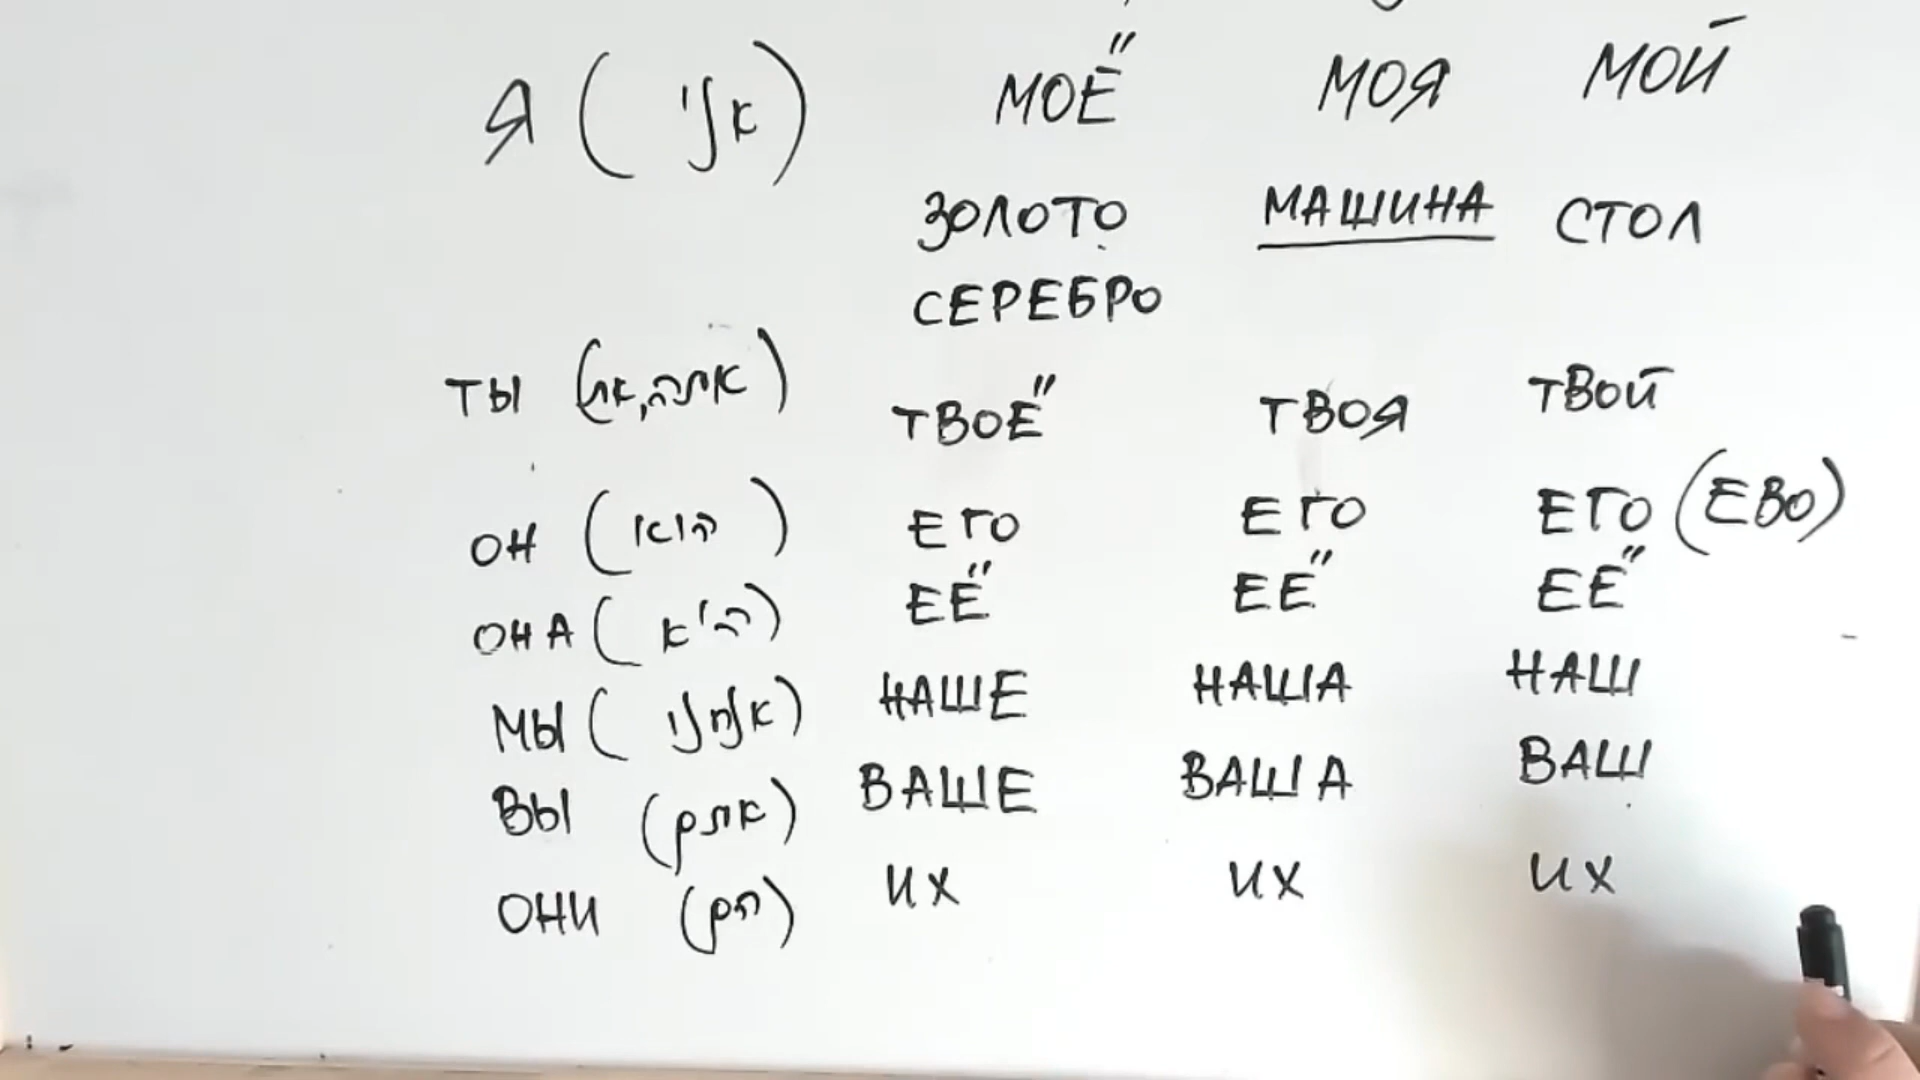 Я (אני) МОЁ МОЯ МОЙ
ЗОЛОТО МАШИНА СТОЛ
СЕРЕБРО
ТЫ (את,אתה) ТВОЁ ТВОЯ ТВОЙ
ОН (הוא) ЕГО ЕГО ЕГО (ЕВО)
ОНА (היא) ЕЁ ЕЁ ЕЁ
МЫ (אנחנו) НАШЕ НАША НАШ
ВЫ (אתם) ВАШЕ ВАША ВАШ
ОНИ (הם) ИХ ИХ ИХ